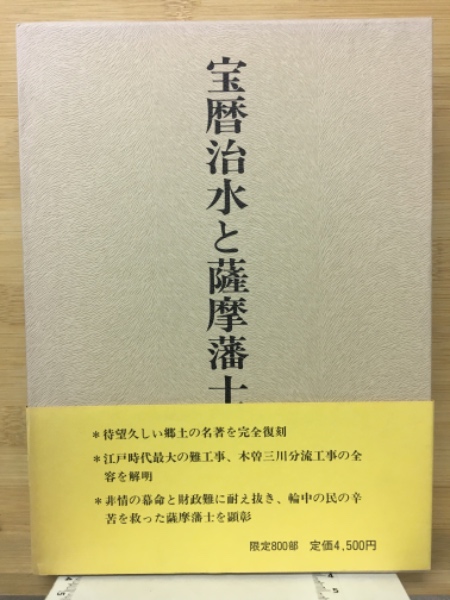 宝暦治水と薩摩藩士
＊待望久しい郷土の名著を完全復刻
＊江戸時代最大の難工事、木曽三川分流工事の全
容を解明
＊非情の幕命と財政難に耐え抜き、輪中の民の辛
苦を救った薩摩藩士を顕彰
限定800部 定価4,500円